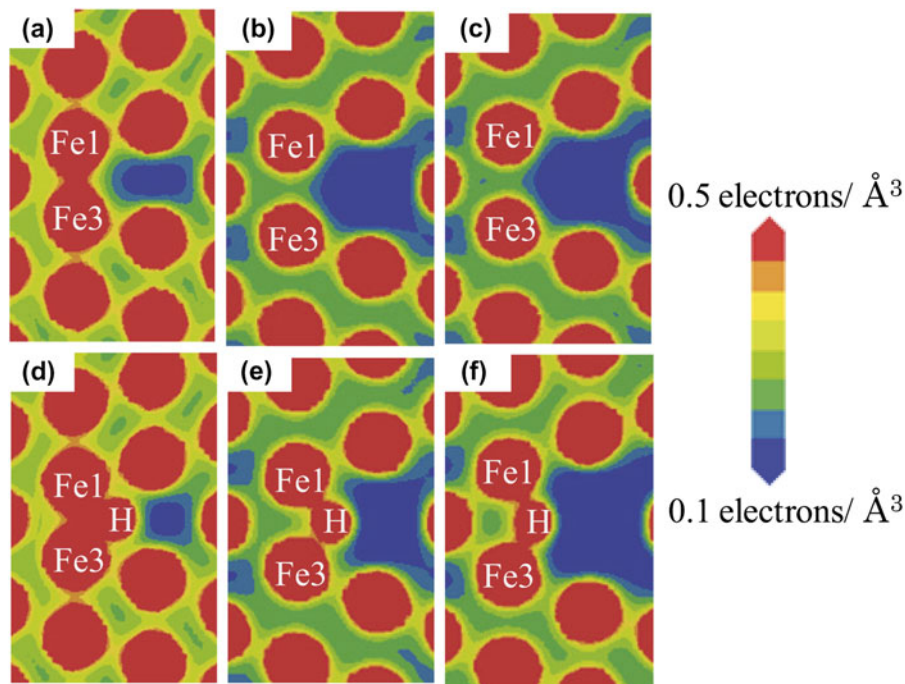 (a)
(b)
(c)
Fe1
Fe1
Fe1
Fe3
Fe3
Fe3
0.5 electrons/ Å³
(d)
(e)
(f)
Fe1
Fe1
Fe1
H
H
H
Fe3
Fe3
Fe3
0.1 electrons/ Å³